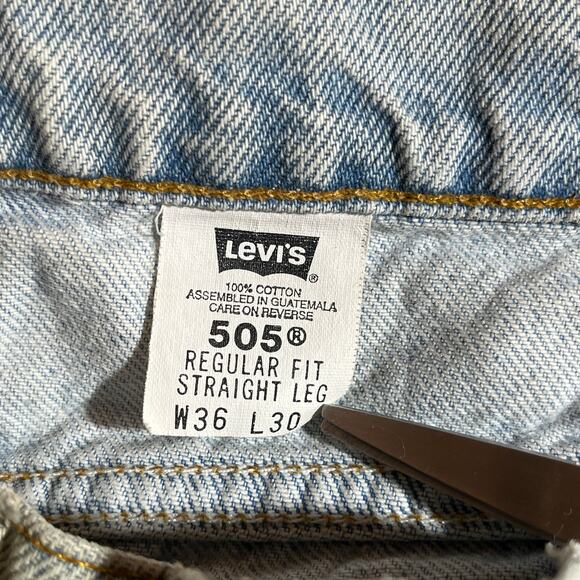 Levi's ®
100% COTTON
ASSEMBLED IN GUATEMALA
CARE ON REVERSE
505®
REGULAR FIT
STRAIGHT LEG
W36 L30